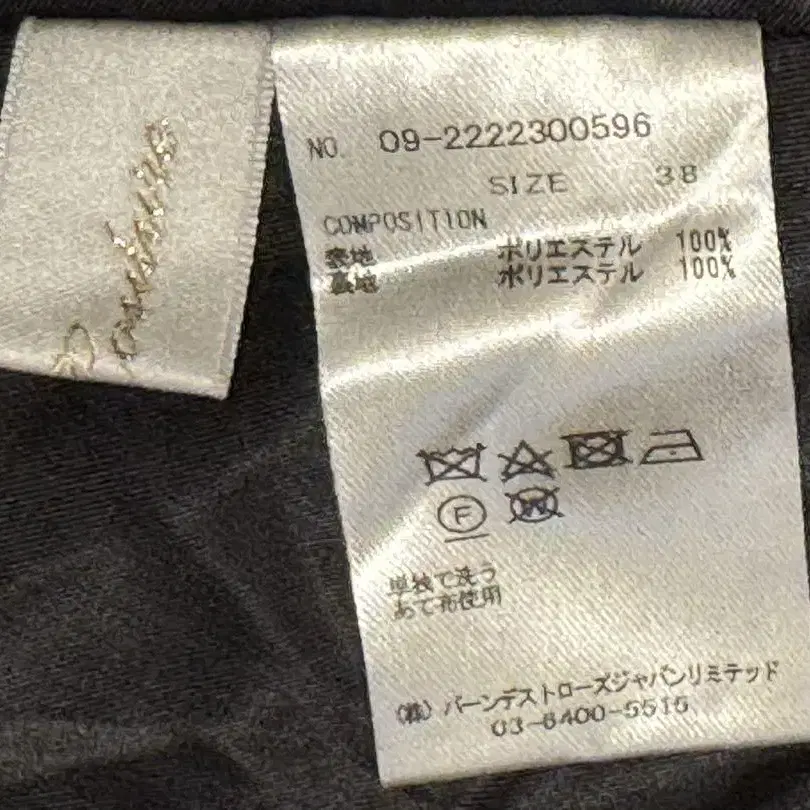 NO. 09-2222300596
SIZE 38
COMPOSITION
表地 ポリエステル 100%
裏地 ポリエステル 100%
F
W
単独で洗う
あて布使用
(株) バーンデストローズジャパンリミテッド
03-6400-5515